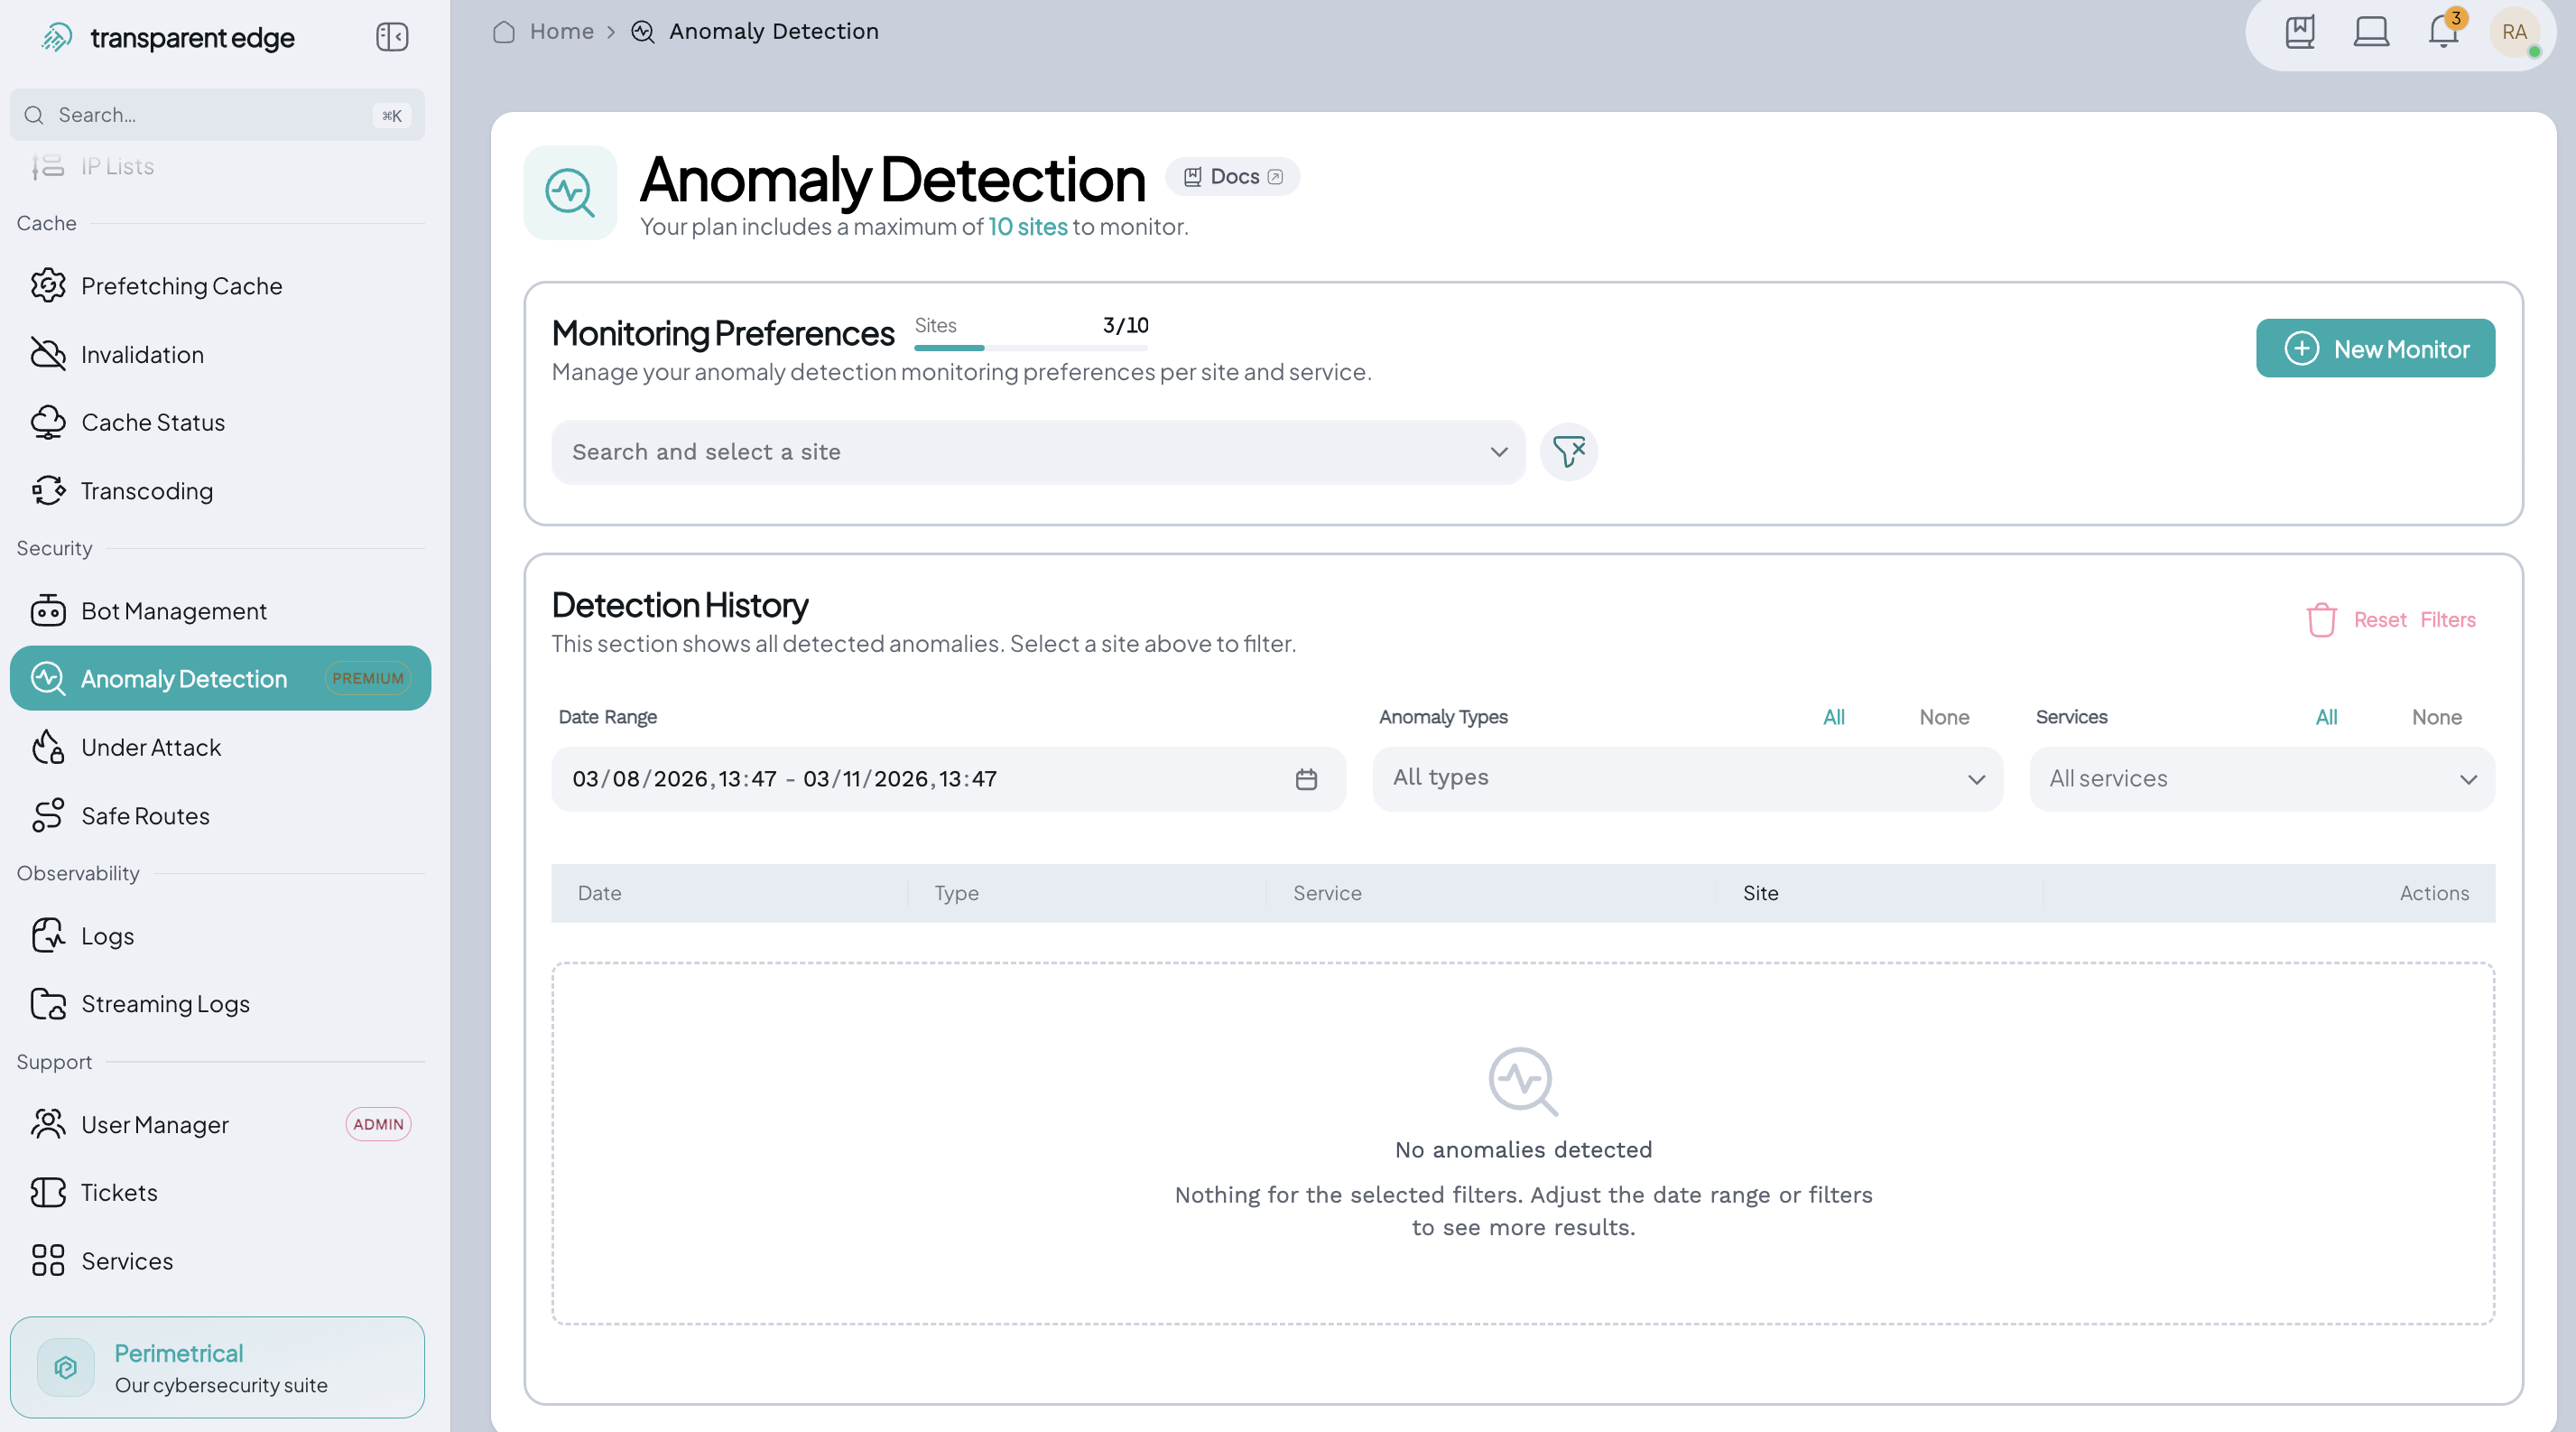 transparent edge
Search...
⌘K
IP Lists
Cache
Prefetching Cache
Invalidation
Cache Status
Transcoding
Security
Bot Management
Anomaly Detection PREMIUM
Under Attack
Safe Routes
Observability
Logs
Streaming Logs
Support
User Manager ADMIN
Tickets
Services
Perimetrical
Our cybersecurity suite
Home > Anomaly Detection
3
RA
Anomaly Detection Docs
Your plan includes a maximum of 10 sites to monitor.
Monitoring Preferences Sites 3/10
Manage your anomaly detection monitoring preferences per site and service.
New Monitor
Search and select a site
Detection History
This section shows all detected anomalies. Select a site above to filter.
Reset Filters
Date Range
Anomaly Types All None
Services All None
03/08/2026, 13:47 - 03/11/2026, 13:47
All types
All services
Date Type Service Site Actions
No anomalies detected
Nothing for the selected filters. Adjust the date range or filters
to see more results.